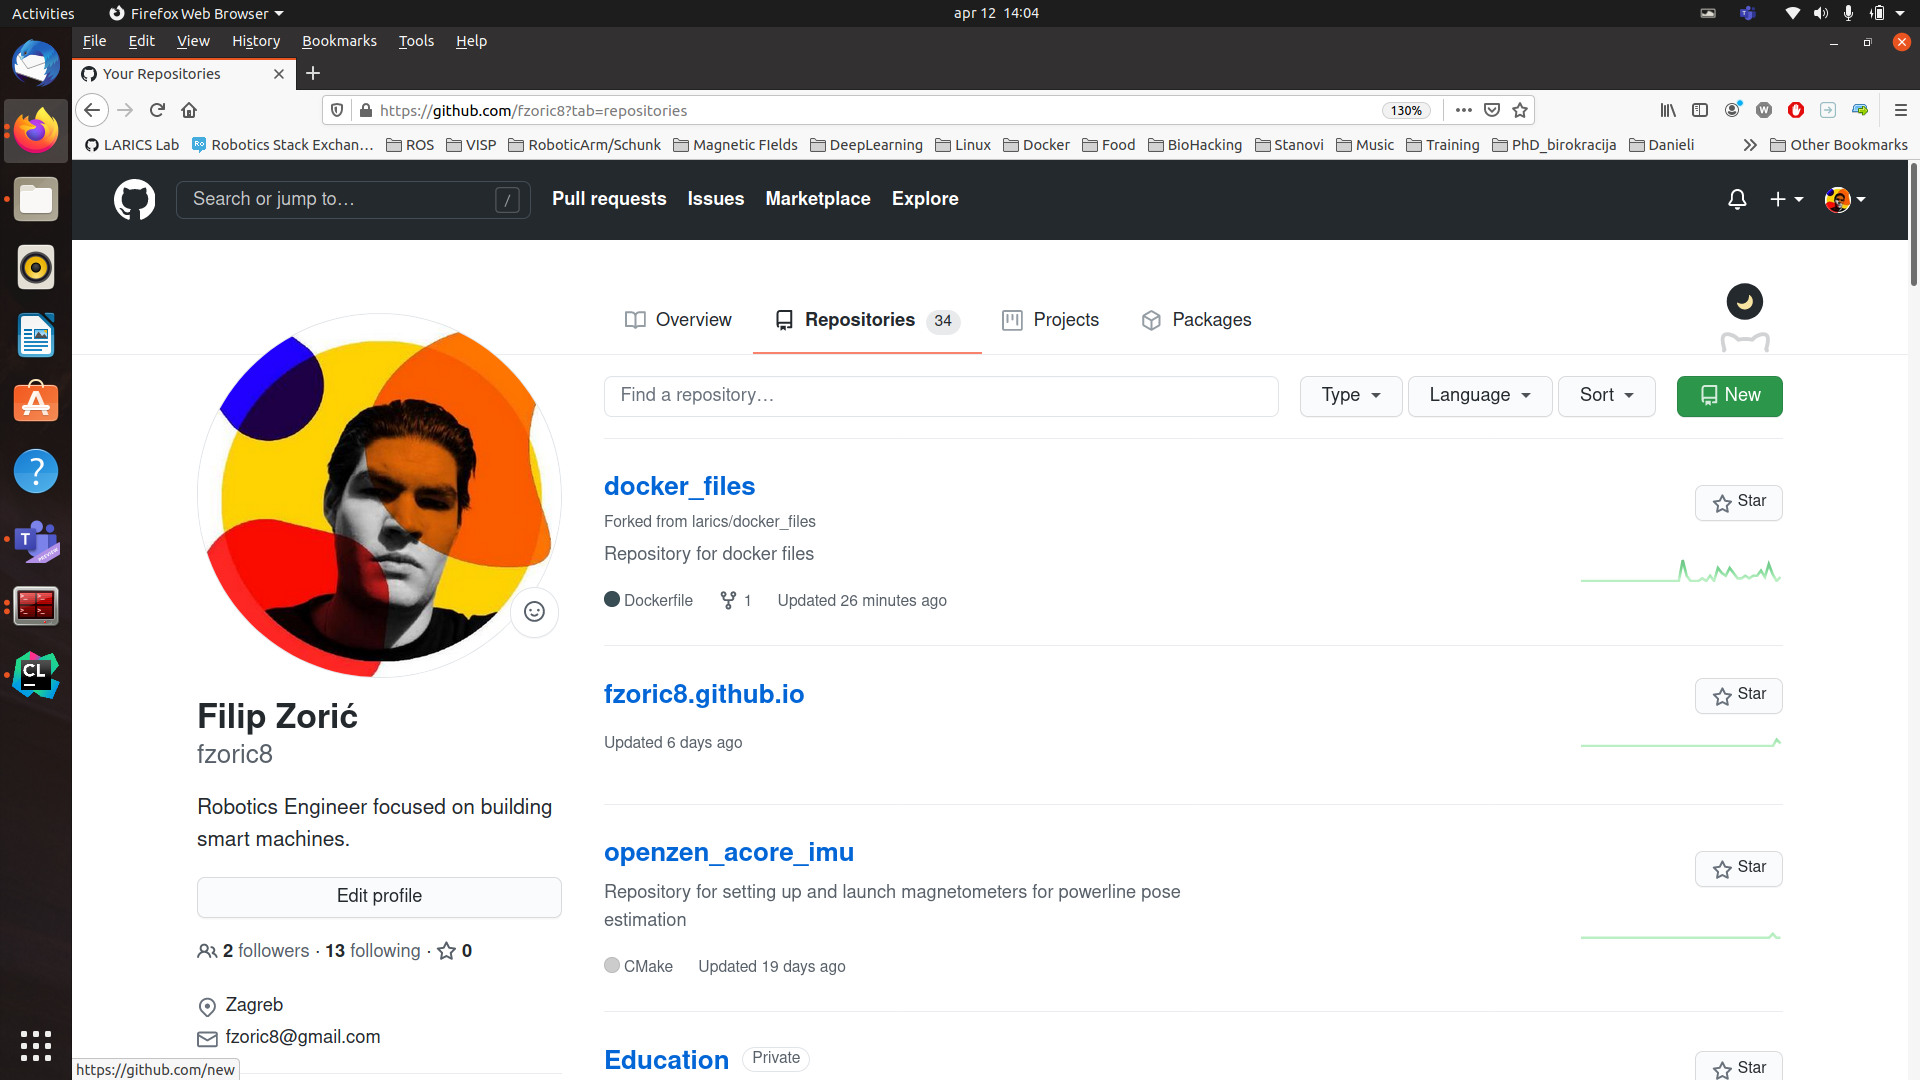 Activities
Firefox Web Browser
apr 12 14:04
File Edit View History Bookmarks Tools Help
Your Repositories
https://github.com/fzoric8?tab=repositories
130%
LARICS Lab
Robotics Stack Exchan…
ROS
VISP
RoboticArm/Schunk
Magnetic FIelds
DeepLearning
Linux
Docker
Food
BioHacking
Stanovi
Music
Training
PhD_birokracija
Danieli
Other Bookmarks
Search or jump to…
/
Pull requests
Issues
Marketplace
Explore
Overview
Repositories 34
Projects
Packages
Find a repository…
Type
Language
Sort
New
docker_files
Star
Forked from larics/docker_files
Repository for docker files
Dockerfile
1
Updated 26 minutes ago
fzoric8.github.io
Star
Updated 6 days ago
openzen_acore_imu
Star
Repository for setting up and launch magnetometers for powerline pose
estimation
CMake
Updated 19 days ago
Education
Private
Star
Filip Zorić
fzoric8
Robotics Engineer focused on building
smart machines.
Edit profile
2 followers · 13 following · 0
Zagreb
fzoric8@gmail.com
https://github.com/new
W
T
PREVIEW
CL
?